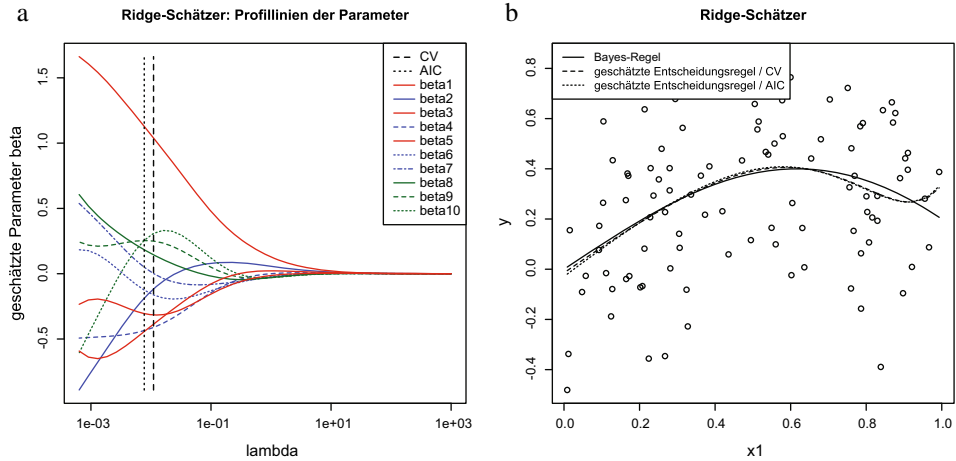 a
Ridge-Schätzer: Profillinien der Parameter
geschätzte Parameter beta
1.5
1.0
0.5
0.0
-0.5
1e-03
1e-01
1e+01
1e+03
lambda
CV
AIC
beta1
beta2
beta3
beta4
beta5
beta6
beta7
beta8
beta9
beta10
b
Ridge-Schätzer
y
0.8
0.6
0.4
0.2
0.0
-0.2
-0.4
0.0
0.2
0.4
0.6
0.8
1.0
x1
Bayes-Regel
geschätzte Entscheidungsregel / CV
geschätzte Entscheidungsregel / AIC